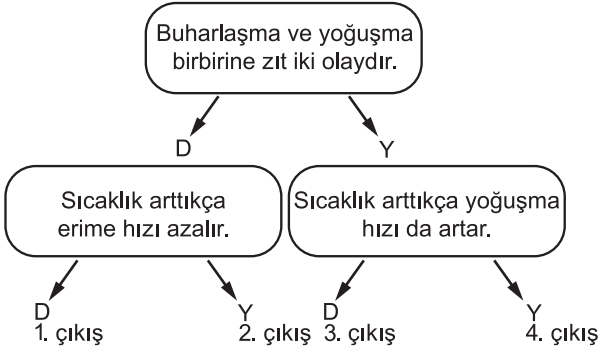 Buharlaşma ve yoğuşma
birbirine zıt iki olaydır.
D Y
Sıcaklık arttıkça
erime hızı azalır.
Sıcaklık arttıkça yoğuşma
hızı da artar.
D Y D Y
1. çıkış 2. çıkış 3. çıkış 4. çıkış